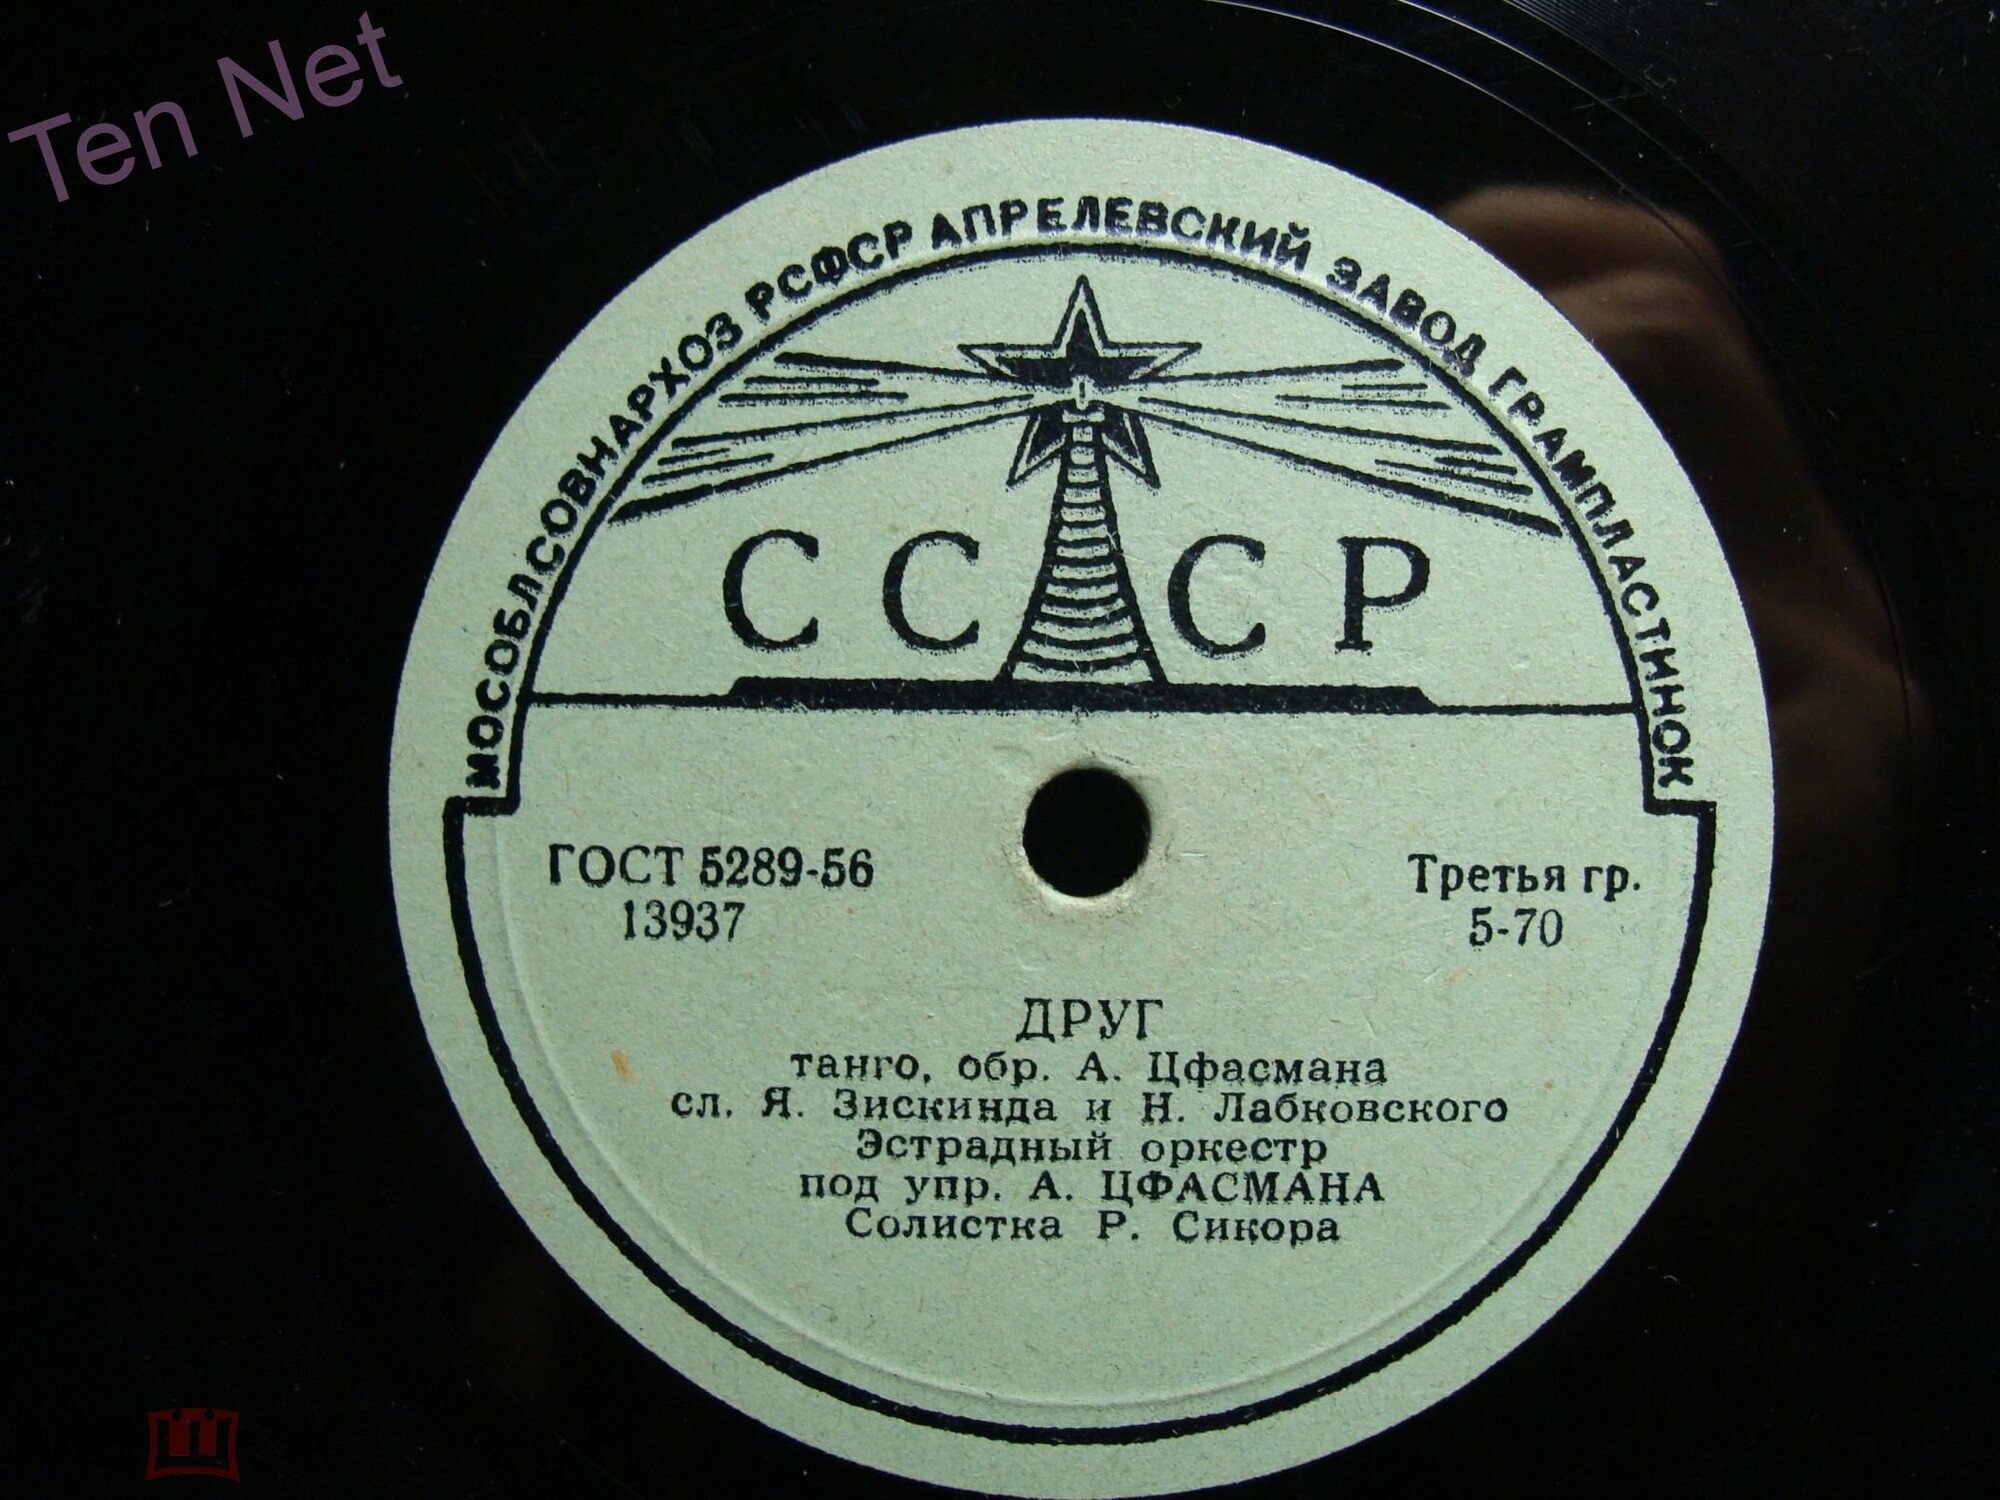 Ten Net
МОСОБЛСОВНАРХОЗ РСФСР АПРЕЛЕВСКИЙ ЗАВОД ГРАМПЛАСТИНОК
СССР
ГОСТ 5289-56
13937
Третья гр.
5-70
ДРУГ
танго, обр. А. Цфасмана
сл. Я. Зискинда и Н. Лабковского
Эстрадный оркестр
под упр. А. ЦФАСМАНА
Солистка Р. Сикора